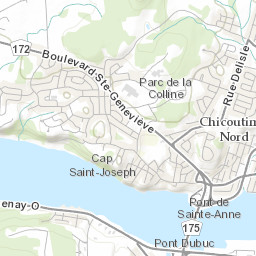 172
Boulevard-Ste-Geneviève
Rue-Delisle
Parc de la
Colline
Chicoutim
Nord
Cap
Saint-Joseph
Pont de
Sainte-Anne
enay-O
175
Pont Dubuc